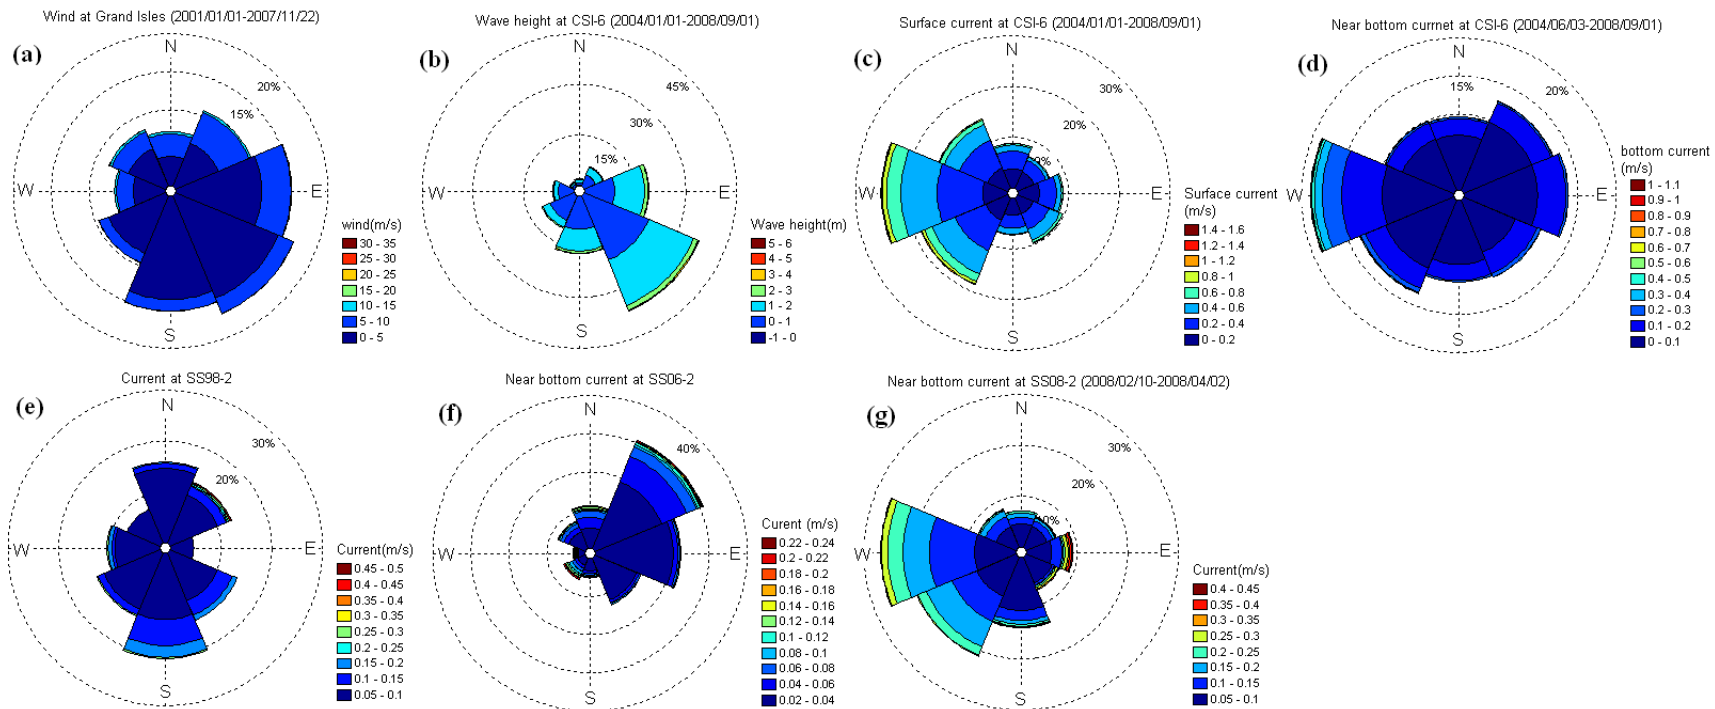 Wind at Grand Isles (2001/01/01-2007/11/22)
(a)
N
20%
15%
W
E
S
wind(m/s)
30 - 35
25 - 30
20 - 25
15 - 20
10 - 15
5 - 10
0 - 5
Wave height at CSI-6 (2004/01/01-2008/09/01)
(b)
N
45%
30%
15%
W
E
S
Wave height(m)
5 - 6
4 - 5
3 - 4
2 - 3
1 - 2
0 - 1
-1 - 0
Surface current at CSI-6 (2004/01/01-2008/09/01)
(c)
N
30%
20%
W
E
S
Surface current
(m/s)
1.4 - 1.6
1.2 - 1.4
1 - 1.2
0.8 - 1
0.6 - 0.8
0.4 - 0.6
0.2 - 0.4
0 - 0.2
Near bottom currnet at CSI-6 (2004/06/03-2008/09/01)
(d)
N
15%
20%
W
E
S
bottom current
(m/s)
1 - 1.1
0.9 - 1
0.8 - 0.9
0.7 - 0.8
0.6 - 0.7
0.5 - 0.6
0.4 - 0.5
0.3 - 0.4
0.2 - 0.3
0.1 - 0.2
0 - 0.1
Current at SS98-2
(e)
N
30%
20%
W
E
S
Current(m/s)
0.45 - 0.5
0.4 - 0.45
0.35 - 0.4
0.3 - 0.35
0.25 - 0.3
0.2 - 0.25
0.15 - 0.2
0.1 - 0.15
0.05 - 0.1
Near bottom current at SS06-2
(f)
N
40%
W
E
S
Curent (m/s)
0.22 - 0.24
0.2 - 0.22
0.18 - 0.2
0.16 - 0.18
0.14 - 0.16
0.12 - 0.14
0.1 - 0.12
0.08 - 0.1
0.06 - 0.08
0.04 - 0.06
0.02 - 0.04
Near bottom current at SS08-2 (2008/02/10-2008/04/02)
(g)
N
30%
20%
W
E
S
Current(m/s)
0.4 - 0.45
0.35 - 0.4
0.3 - 0.35
0.25 - 0.3
0.2 - 0.25
0.15 - 0.2
0.1 - 0.15
0.05 - 0.1